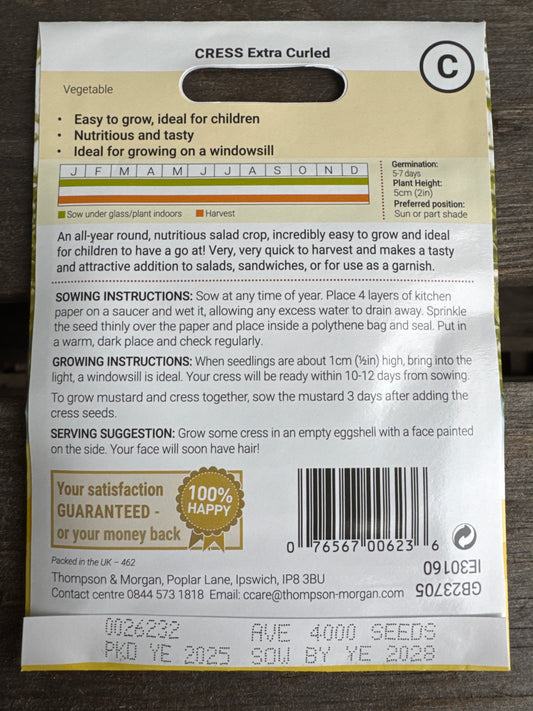 CRESS Extra Curled
C
Vegetable
• Easy to grow, ideal for children
• Nutritious and tasty
• Ideal for growing on a windowsill
J F M A M J J A S O N D
Sow under glass/plant indoors Harvest
Germination:
5-7 days
Plant Height:
5cm (2in)
Preferred position:
Sun or part shade
An all-year round, nutritious salad crop, incredibly easy to grow and ideal
for children to have a go at! Very, very quick to harvest and makes a tasty
and attractive addition to salads, sandwiches, or for use as a garnish.
SOWING INSTRUCTIONS: Sow at any time of year. Place 4 layers of kitchen
paper on a saucer and wet it, allowing any excess water to drain away. Sprinkle
the seed thinly over the paper and place inside a polythene bag and seal. Put in
a warm, dark place and check regularly.
GROWING INSTRUCTIONS: When seedlings are about 1cm (½in) high, bring into the
light, a windowsill is ideal. Your cress will be ready within 10-12 days from sowing.
To grow mustard and cress together, sow the mustard 3 days after adding the
cress seeds.
SERVING SUGGESTION: Grow some cress in an empty eggshell with a face painted
on the side. Your face will soon have hair!
Your satisfaction
GUARANTEED -
or your money back
100%
HAPPY
0 76567 00623 6
Packed in the UK – 462
Thompson & Morgan, Poplar Lane, Ipswich, IP8 3BU
Contact centre 0844 573 1818 Email: ccare@thompson-morgan.com
GB23705
IE30160
0026232 AVE 4000 SEEDS
PKD YE 2025 SOW BY YE 2028